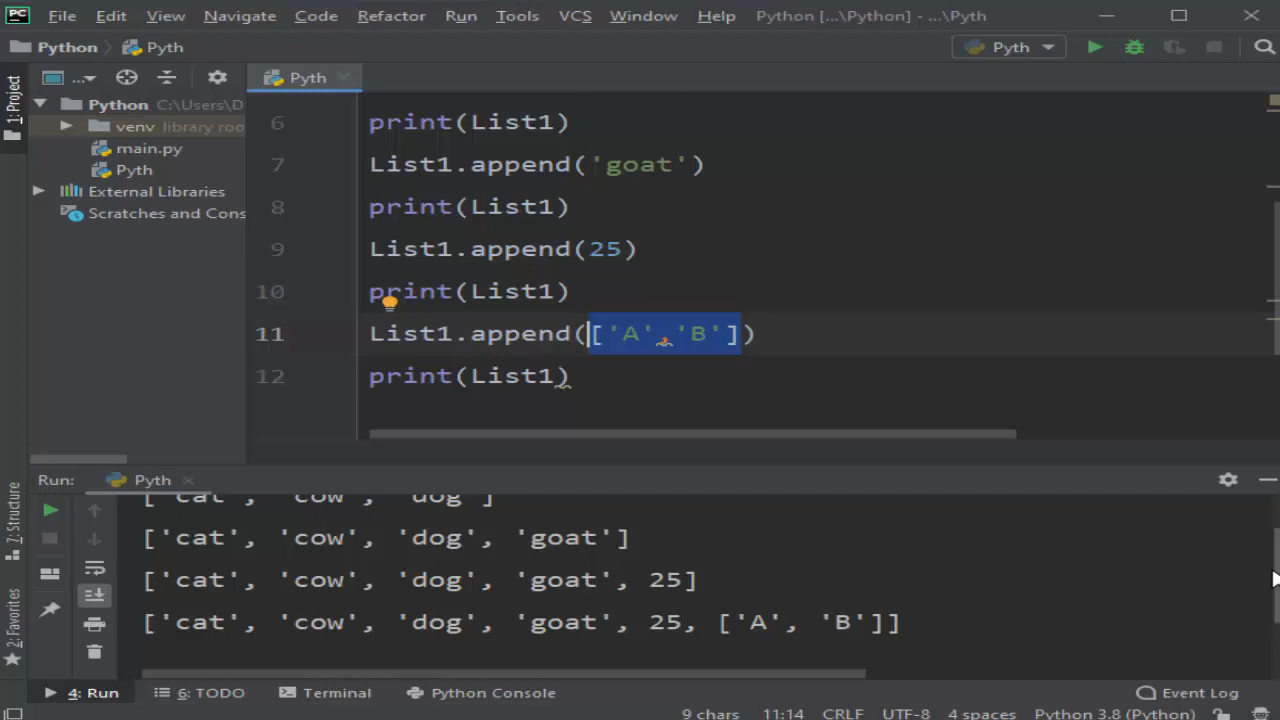 PC File Edit View Navigate Code Refactor Run Tools VCS Window Help Python [...\Python] - ...\Pyth
Python Pyth Pyth
1: Project
... Pyth
Python C:\Users\D
venv library roo
main.py
Pyth
External Libraries
Scratches and Cons
6 print(List1)
7 List1.append('goat')
8 print(List1)
9 List1.append(25)
10 print(List1)
11 List1.append(['A','B'])
12 print(List1)
Run: Pyth
7: Structure
2: Favorites
['cat', 'cow', 'dog']
['cat', 'cow', 'dog', 'goat']
['cat', 'cow', 'dog', 'goat', 25]
['cat', 'cow', 'dog', 'goat', 25, ['A', 'B']]
4: Run 6: TODO Terminal Python Console Event Log
9 chars 11:14 CRLF UTF-8 4 spaces Python 3.8 (Python)